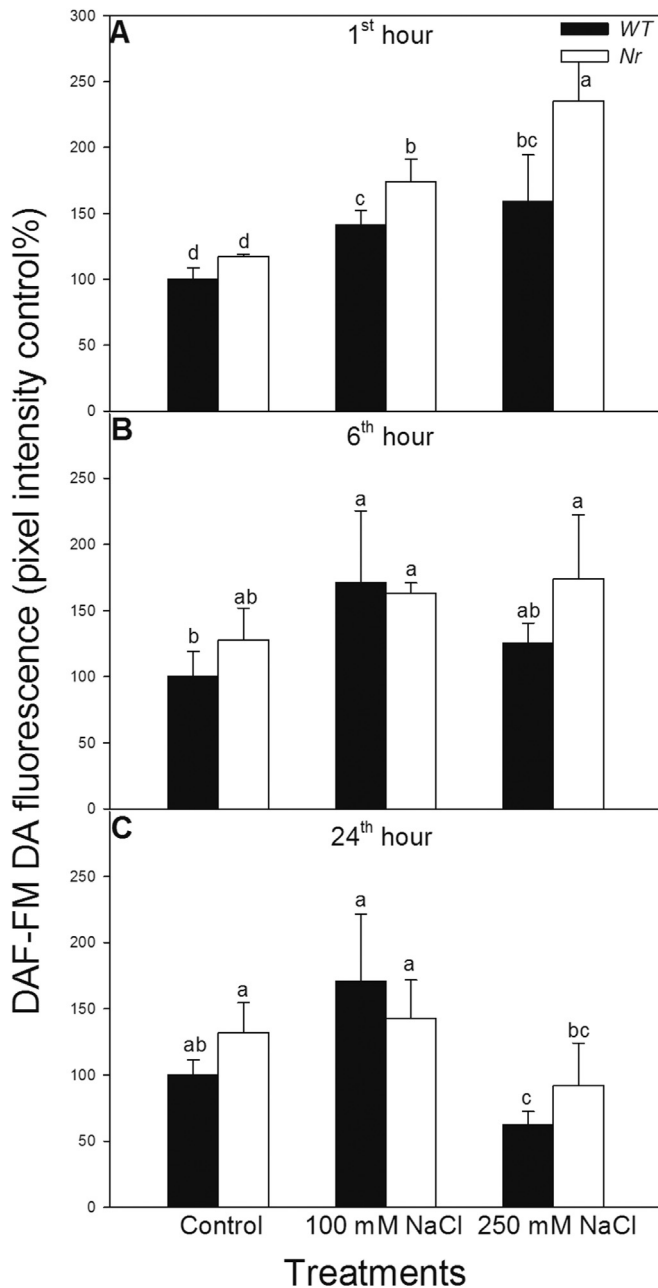 DAF-FM DA fluorescence (pixel intensity control%)
A
1st hour
WT
Nr
300
250
200
150
100
50
0
d
d
c
b
bc
a
B
6th hour
250
200
150
100
50
0
b
ab
a
a
ab
a
C
24th hour
250
200
150
100
50
0
ab
a
a
a
c
bc
Control 100 mM NaCl 250 mM NaCl
Treatments